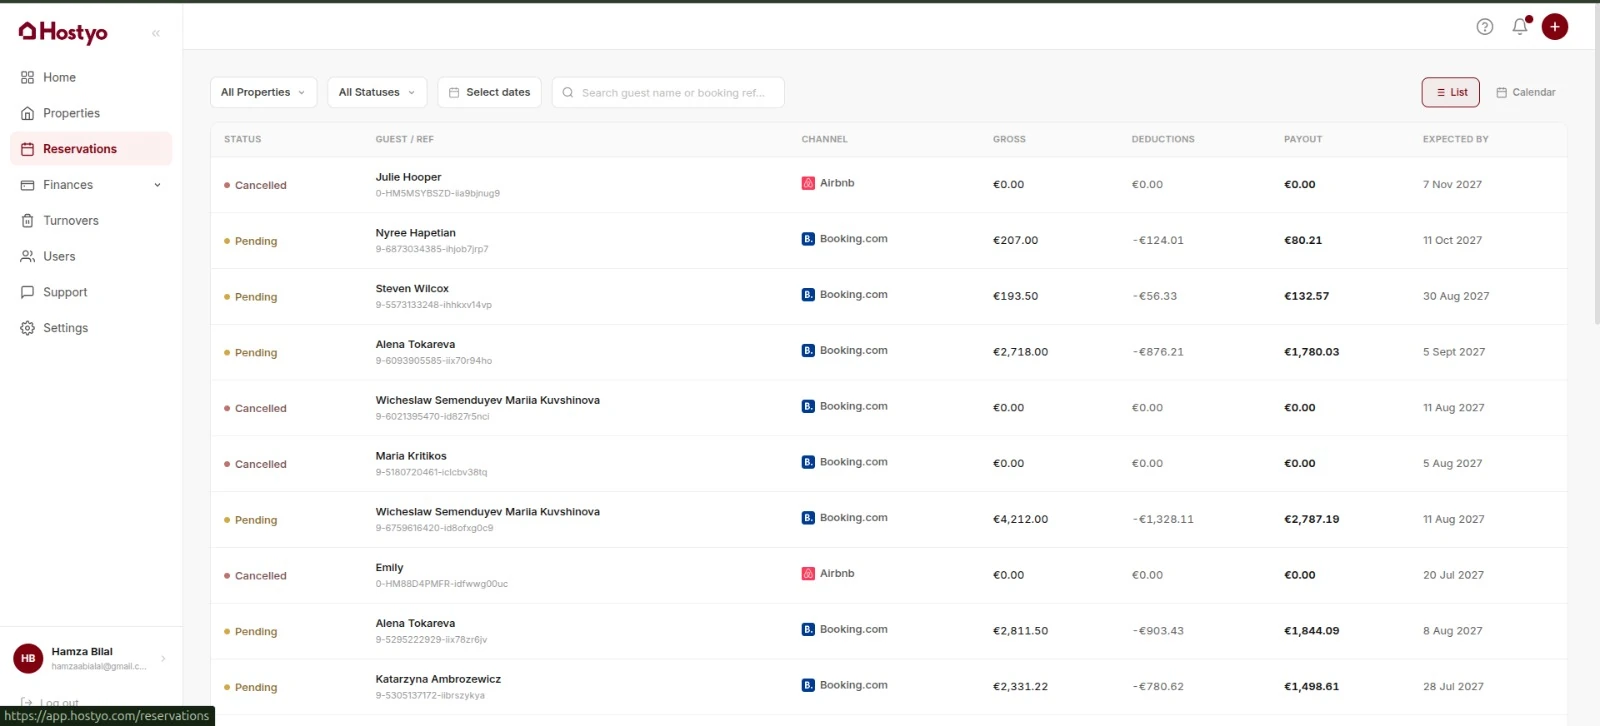 Hostyo
«
Home
Properties
Reservations
Finances
Turnovers
Users
Support
Settings
HB
Hamza Bilal
hamzaabialal@gmail.c...
Log out
https://app.hostyo.com/reservations
All Properties
All Statuses
Select dates
Search guest name or booking ref...
List
Calendar
STATUS GUEST / REF CHANNEL GROSS DEDUCTIONS PAYOUT EXPECTED BY
Cancelled Julie Hooper Airbnb €0.00 €0.00 €0.00 7 Nov 2027
0-HM5MSYBSZD-iia9bjnug9
Pending Nyree Hapetian B. Booking.com €207.00 -€124.01 €80.21 11 Oct 2027
9-6873034385-ihjob7jrp7
Pending Steven Wilcox B. Booking.com €193.50 -€56.33 €132.57 30 Aug 2027
9-5573133248-ihhkxv14vp
Pending Alena Tokareva B. Booking.com €2,718.00 -€876.21 €1,780.03 5 Sept 2027
9-6093905585-iix70r94ho
Cancelled Wicheslaw Semenduyev Mariia Kuvshinova B. Booking.com €0.00 €0.00 €0.00 11 Aug 2027
9-6021395470-id827r5nci
Cancelled Maria Kritikos B. Booking.com €0.00 €0.00 €0.00 5 Aug 2027
9-5180720461-iclcbv38tq
Pending Wicheslaw Semenduyev Mariia Kuvshinova B. Booking.com €4,212.00 -€1,328.11 €2,787.19 11 Aug 2027
9-6759616420-id8ofxg0c9
Cancelled Emily Airbnb €0.00 €0.00 €0.00 20 Jul 2027
0-HM88D4PMFR-idfwwg00uc
Pending Alena Tokareva B. Booking.com €2,811.50 -€903.43 €1,844.09 8 Aug 2027
9-5295222929-iix78zr6jv
Pending Katarzyna Ambrozewicz B. Booking.com €2,331.22 -€780.62 €1,498.61 28 Jul 2027
9-5305137172-iibrszykya